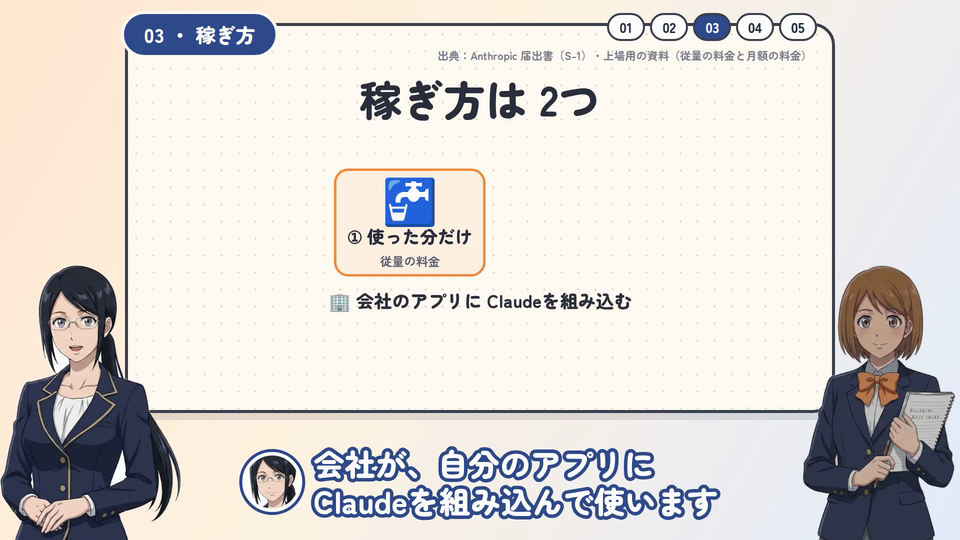 03 ・ 稼ぎ方
01 02 03 04 05
出典：Anthropic 届出書（S-1）・上場用の資料（従量の料金と月額の料金）
稼ぎ方は 2つ
① 使った分だけ
従量の料金
会社のアプリに Claudeを組み込む
会社が、自分のアプリに
Claudeを組み込んで使います